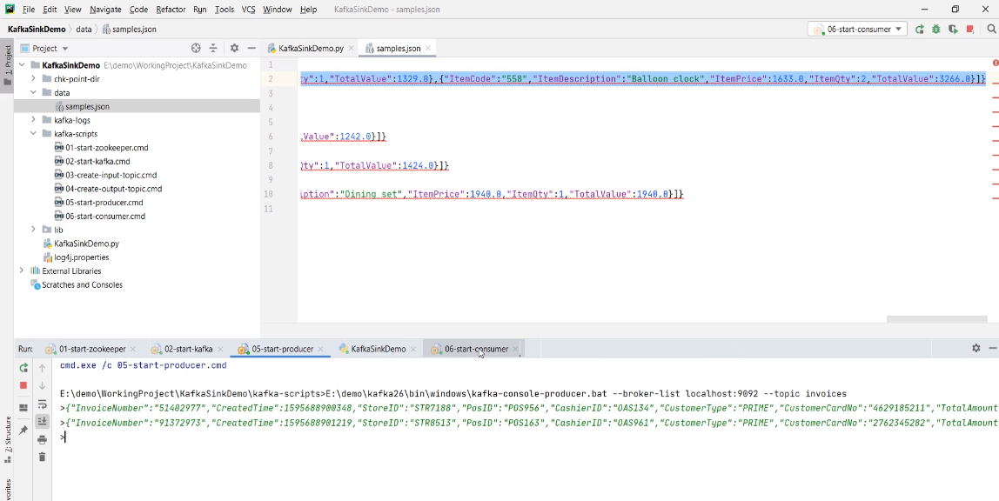 File Edit View Navigate Code Refactor Run Tools VCS Window Help KafkaSinkDemo - samples.json
KafkaSinkDemo data samples.json 06-start-consumer
1: Project
Project
KafkaSinkDemo.py samples.json
KafkaSinkDemo E:\demo\WorkingProject\KafkaSinkDemo
chk-point-dir
data
samples.json
kafka-logs
kafka-scripts
01-start-zookeeper.cmd
02-start-kafka.cmd
03-create-input-topic.cmd
04-create-output-topic.cmd
05-start-producer.cmd
06-start-consumer.cmd
lib
KafkaSinkDemo.py
log4j.properties
External Libraries
Scratches and Consoles
1
2 ty":1,"TotalValue":1329.0},{"ItemCode":"558","ItemDescription":"Balloon clock","ItemPrice":1633.0,"ItemQty":2,"TotalValue":3266.0}]}
3
4
5
6 .Value":1242.0}]}
7
8 Qty":1,"TotalValue":1424.0}]}
9
10 iption":"Dining set","ItemPrice":1940.0,"ItemQty":1,"TotalValue":1940.0}]}
11
Run: 01-start-zookeeper 02-start-kafka 05-start-producer KafkaSinkDemo 06-start-consumer
cmd.exe /c 05-start-producer.cmd
E:\demo\WorkingProject\KafkaSinkDemo\kafka-scripts>E:\demo\kafka26\bin\windows\kafka-console-producer.bat --broker-list localhost:9092 --topic invoices
>{"InvoiceNumber":"51402977","CreatedTime":1595688900348,"StoreID":"STR7188","PosID":"POS956","CashierID":"OAS134","CustomerType":"PRIME","CustomerCardNo":"4629185211","TotalAmount
>{"InvoiceNumber":"91372973","CreatedTime":1595688901219,"StoreID":"STR8513","PosID":"POS163","CashierID":"OAS961","CustomerType":"PRIME","CustomerCardNo":"2762345282","TotalAmount
>
Z: Structure
vorites